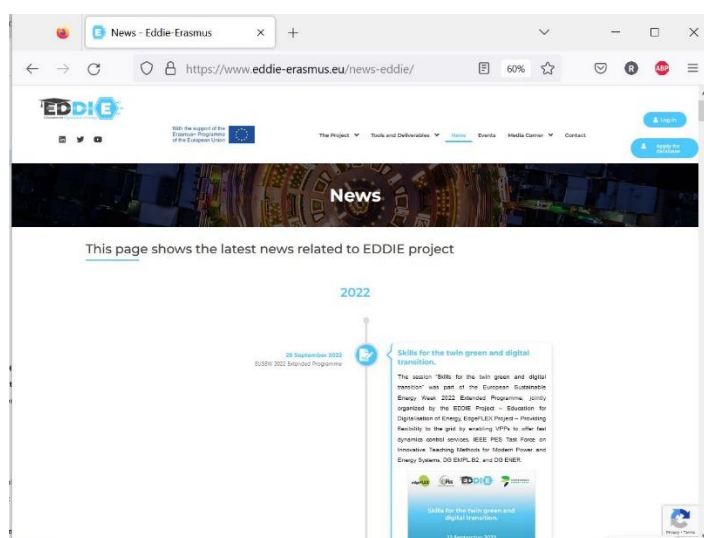 News - Eddie-Erasmus
https://www.eddie-erasmus.eu/news-eddie/
60%
R
ABP
EDDIE
Log in
With the support of the
Erasmus+ Programme
of the European Union
The Project Tools and Deliverables News Events Media Corner Contact
Apply for
database
News
This page shows the latest news related to EDDIE project
2022
29 September 2022
EUSEW 2022 Extended Programme
Skills for the twin green and digital
transition.
The session "Skills for the twin green and digital
transition" was part of the European Sustainable
Energy Week 2022 Extended Programme, jointly
organized by the EDDIE Project – Education for
Digitalisation of Energy, EdgeFLEX Project – Providing
flexibility to the grid by enabling VPPs to offer fast
dynamics control services, IEEE PES Task Force on
Innovative Teaching Methods for Modern Power and
Energy Systems, DG EMPL.B2, and DG ENER.
edgeFLEX
EDDIE
Skills for the twin green and
digital transition.
Privacy - Terms